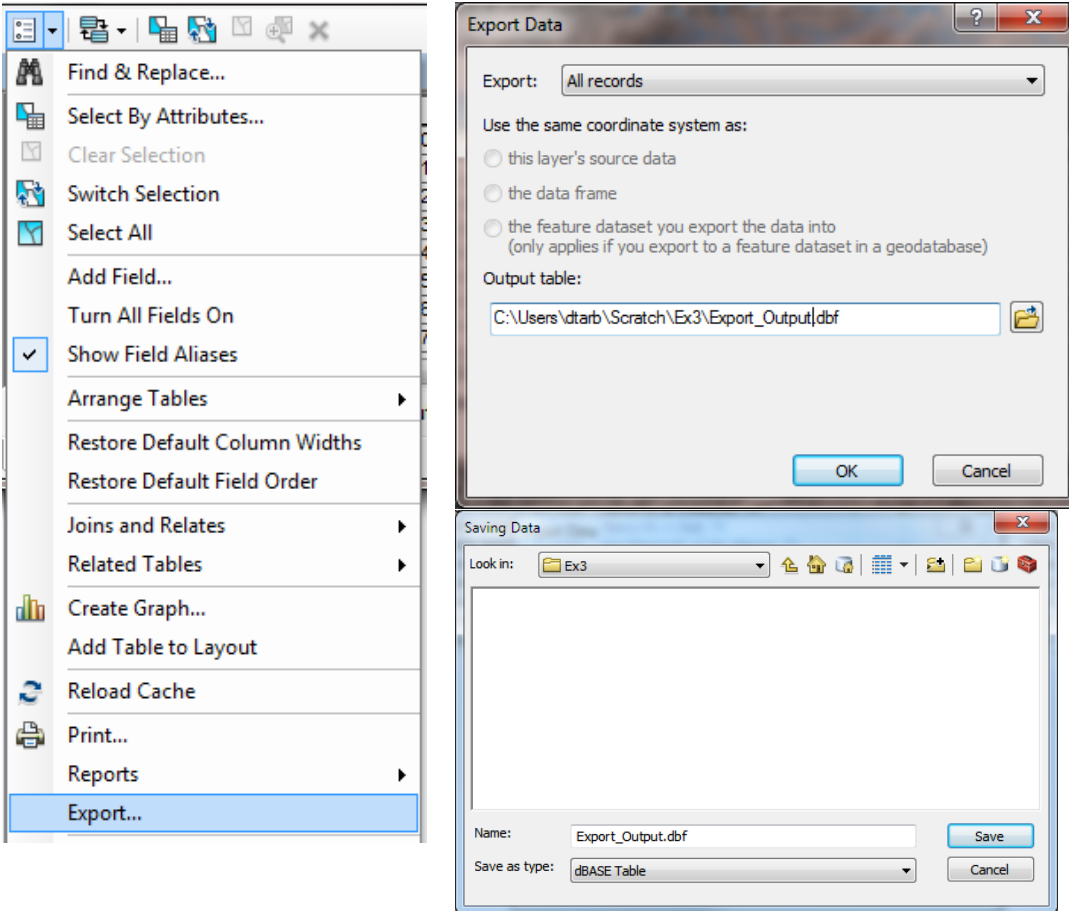 Find & Replace...
Select By Attributes...
Clear Selection
Switch Selection
Select All
Add Field...
Turn All Fields On
Show Field Aliases
Arrange Tables
Restore Default Column Widths
Restore Default Field Order
Joins and Relates
Related Tables
Create Graph...
Add Table to Layout
Reload Cache
Print...
Reports
Export...
Export Data
Export: All records
Use the same coordinate system as:
this layer's source data
the data frame
the feature dataset you export the data into
(only applies if you export to a feature dataset in a geodatabase)
Output table:
C:\Users\dtarb\Scratch\Ex3\Export_Output.dbf
OK Cancel
Saving Data
Look in: Ex3
Name: Export_Output.dbf Save
Save as type: dBASE Table Cancel